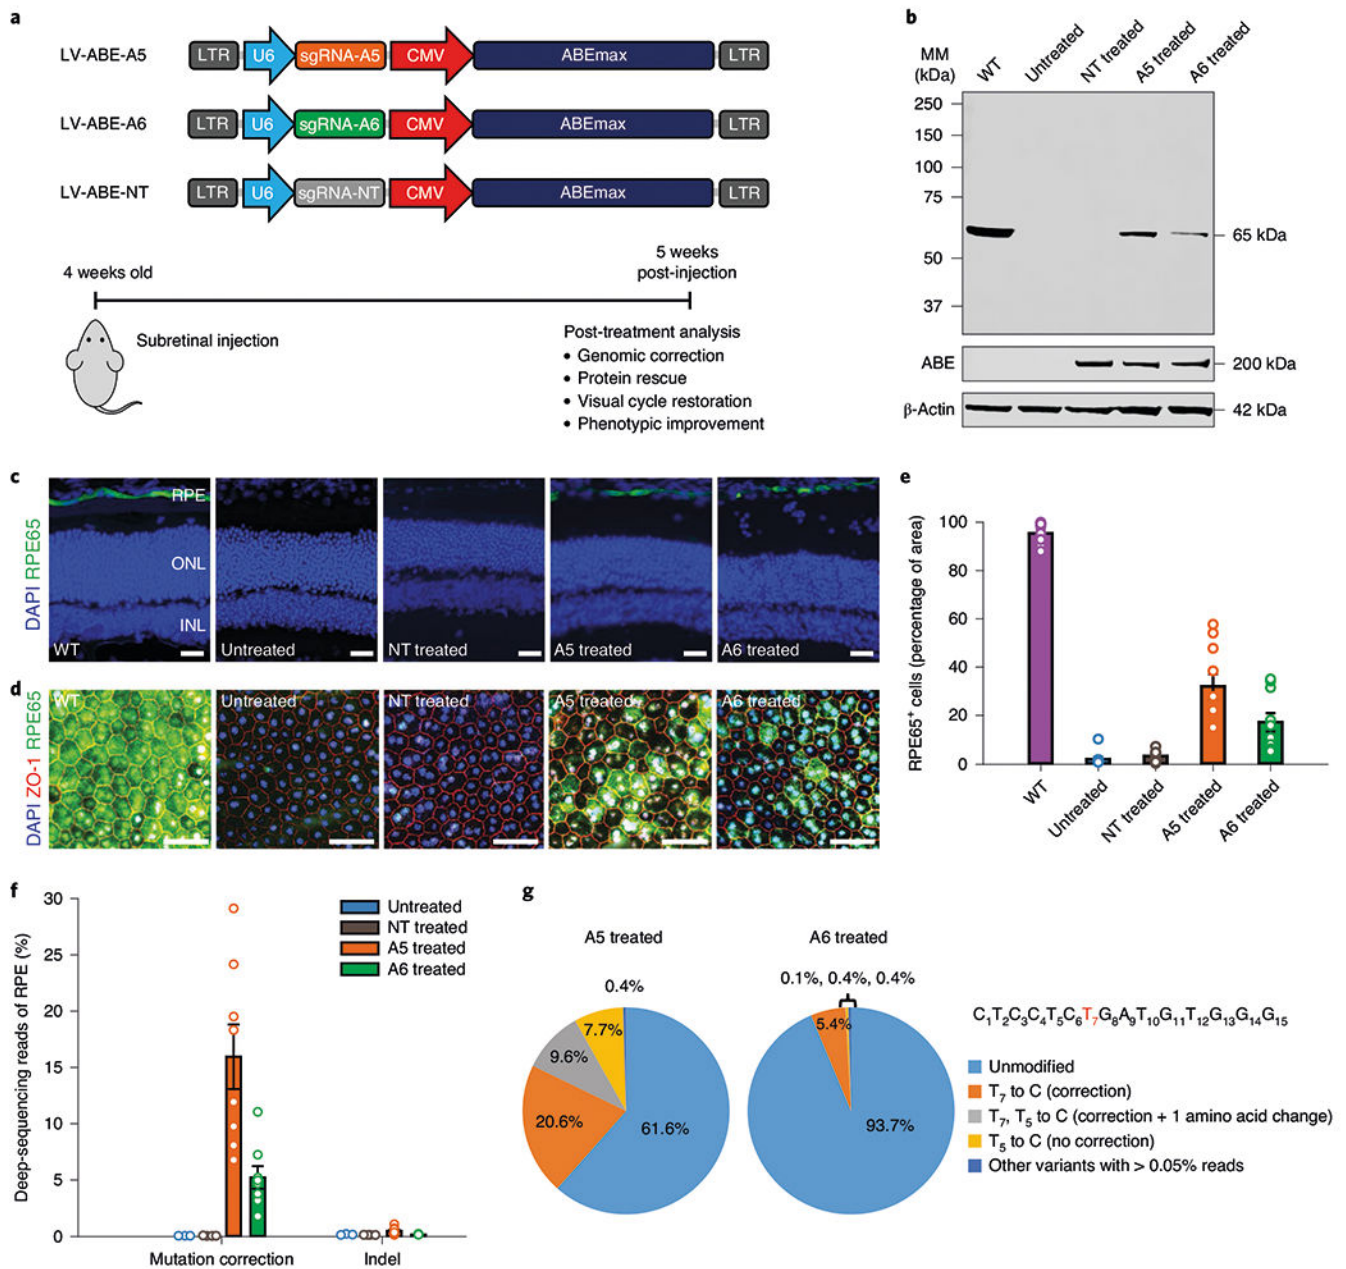 a
LV-ABE-A5 LTR U6 sgRNA-A5 CMV ABEmax LTR
LV-ABE-A6 LTR U6 sgRNA-A6 CMV ABEmax LTR
LV-ABE-NT LTR U6 sgRNA-NT CMV ABEmax LTR
4 weeks old
5 weeks
post-injection
Subretinal injection
Post-treatment analysis
• Genomic correction
• Protein rescue
• Visual cycle restoration
• Phenotypic improvement
b
MM
(kDa)
WT
Untreated
NT treated
A5 treated
A6 treated
250
150
100
75
50
37
65 kDa
ABE
200 kDa
β-Actin
42 kDa
c
DAPI RPE65
RPE
ONL
INL
WT
Untreated
NT treated
A5 treated
A6 treated
d
DAPI ZO-1 RPE65
WT
Untreated
NT treated
A5 treated
A6 treated
e
RPE65⁺ cells (percentage of area)
100
80
60
40
20
0
WT
Untreated
NT treated
A5 treated
A6 treated
f
Deep-sequencing reads of RPE (%)
30
25
20
15
10
5
0
Untreated
NT treated
A5 treated
A6 treated
Mutation correction
Indel
g
A5 treated
0.4%
7.7%
9.6%
20.6%
61.6%
A6 treated
0.1%, 0.4%, 0.4%
5.4%
93.7%
C₁T₂C₃C₄T₅C₆T₇G₈A₉T₁₀G₁₁T₁₂G₁₃G₁₄G₁₅
Unmodified
T₇ to C (correction)
T₇, T₅ to C (correction + 1 amino acid change)
T₅ to C (no correction)
Other variants with > 0.05% reads